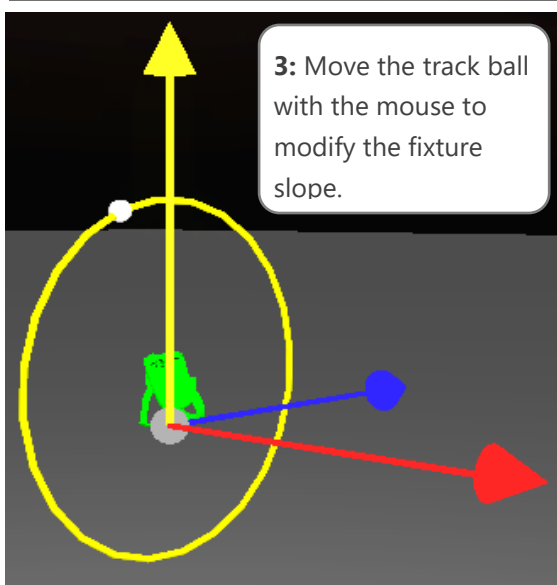 3: Move the track ball
with the mouse to
modify the fixture
slope.